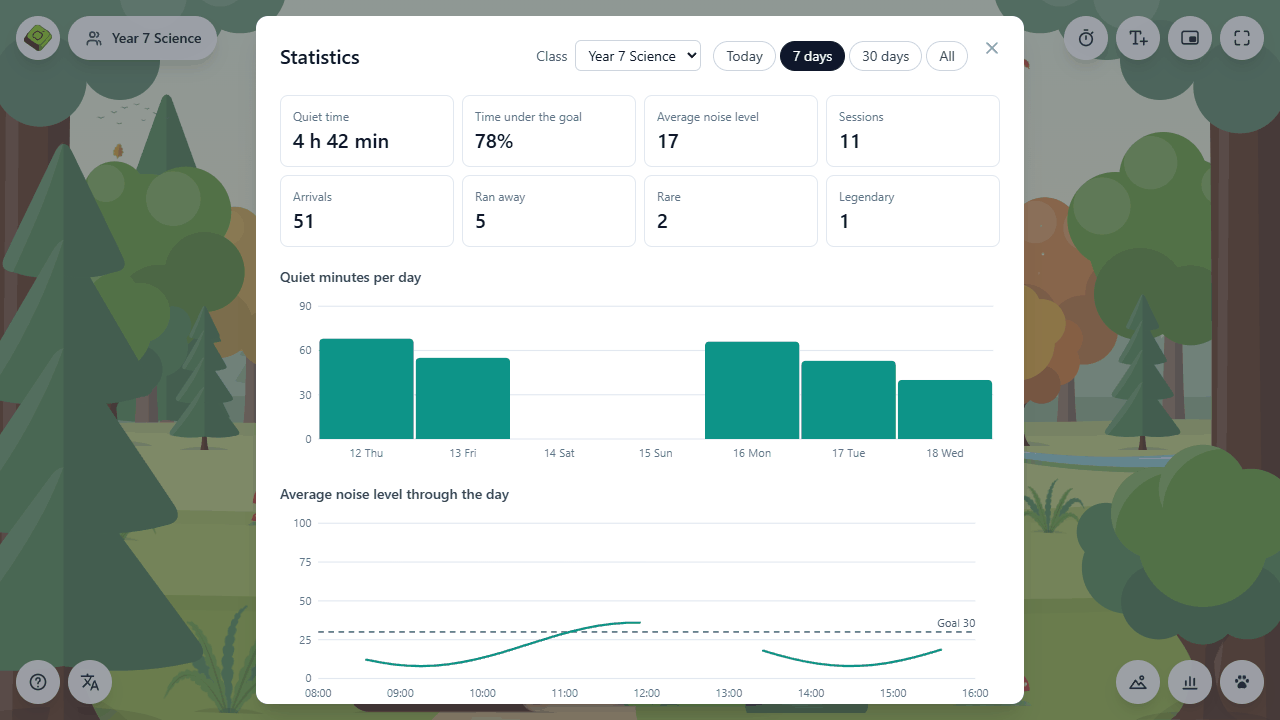 Year 7 Science
Statistics
Class
Year 7 Science
Today
7 days
30 days
All
Quiet time
4 h 42 min
Time under the goal
78%
Average noise level
17
Sessions
11
Arrivals
51
Ran away
5
Rare
2
Legendary
1
Quiet minutes per day
90
60
30
0
12 Thu
13 Fri
14 Sat
15 Sun
16 Mon
17 Tue
18 Wed
Average noise level through the day
100
75
50
25
0
Goal 30
08:00
09:00
10:00
11:00
12:00
13:00
14:00
15:00
16:00